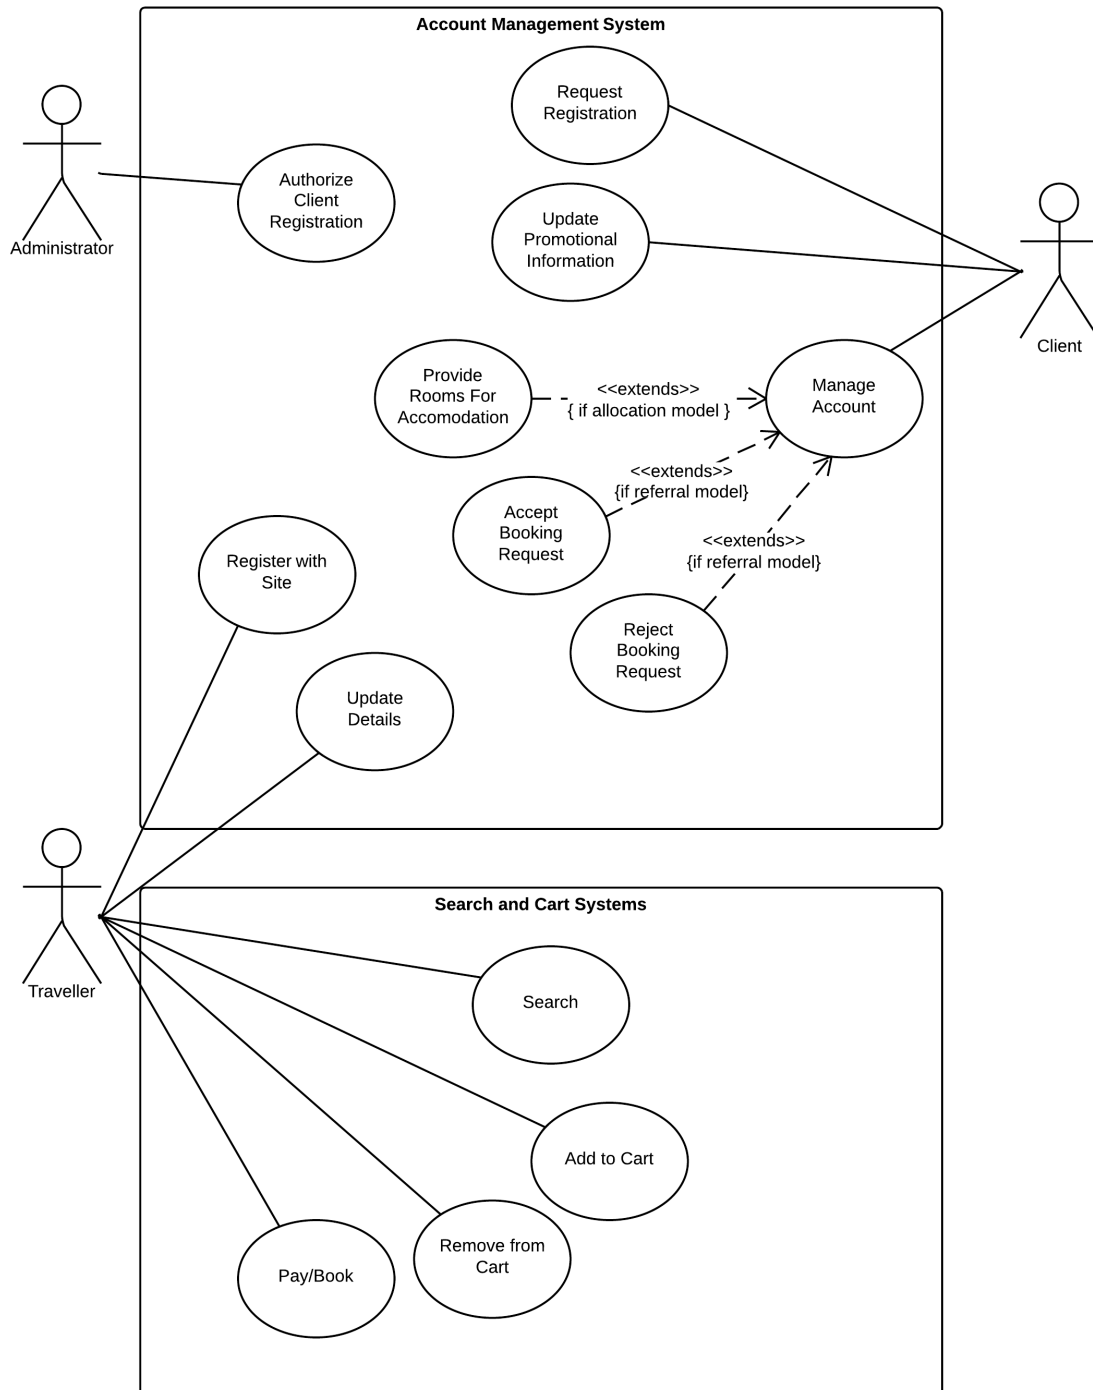 Account Management System
Request
Registration
Authorize
Client
Registration
Administrator
Update
Promotional
Information
Client
Provide
Rooms For
Accomodation
<<extends>>
{ if allocation model }
Manage
Account
<<extends>>
{if referral model}
Accept
Booking
Request
<<extends>>
{if referral model}
Register with
Site
Reject
Booking
Request
Update
Details
Traveller
Search and Cart Systems
Search
Add to Cart
Remove from
Cart
Pay/Book